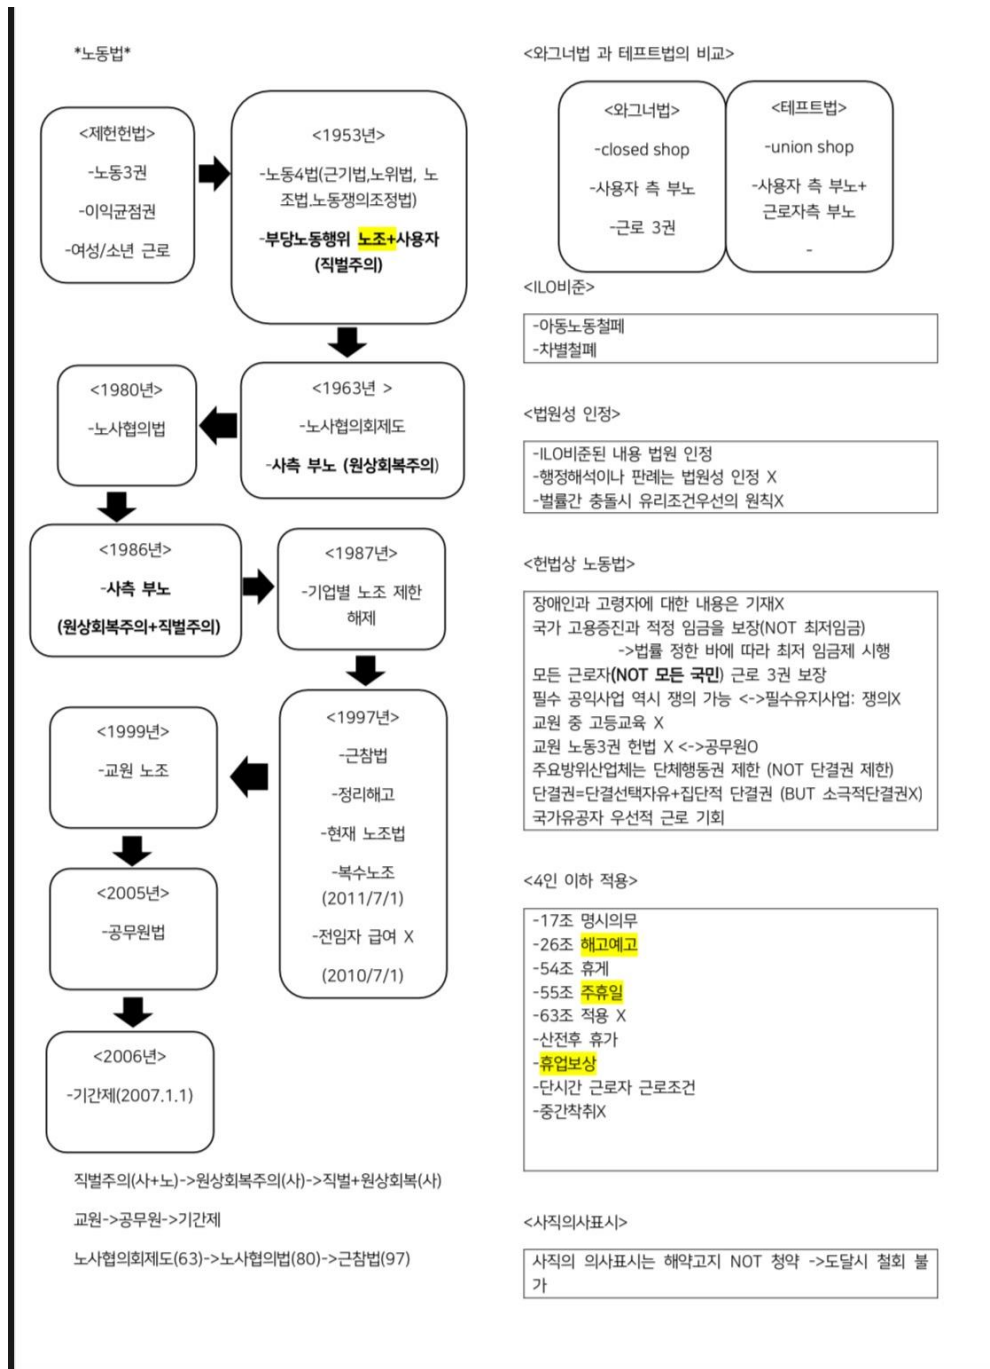 *노동법*
<제헌헌법>
-노동3권
-이익균점권
-여성/소년 근로
<1953년>
-노동4법(근기법,노위법, 노
조법.노동쟁의조정법)
-부당노동행위 노조+사용자
(직벌주의)
<1963년 >
-노사협의회제도
-사측 부노 (원상회복주의)
<1980년>
-노사협의법
<1986년>
-사측 부노
(원상회복주의+직벌주의)
<1987년>
-기업별 노조 제한
해제
<1997년>
-근참법
-정리해고
-현재 노조법
-복수노조
(2011/7/1)
-전임자 급여 X
(2010/7/1)
<1999년>
-교원 노조
<2005년>
-공무원법
<2006년>
-기간제(2007.1.1)
직벌주의(사+노)->원상회복주의(사)->직벌+원상회복(사)
교원->공무원->기간제
노사협의회제도(63)->노사협의법(80)->근참법(97)
<와그너법 과 테프트법의 비교>
<와그너법>
-closed shop
-사용자 측 부노
-근로 3권
<테프트법>
-union shop
-사용자 측 부노+
근로자측 부노
-
<ILO비준>
-아동노동철페
-차별철폐
<법원성 인정>
-ILO비준된 내용 법원 인정
-행정해석이나 판례는 법원성 인정 X
-벌률간 충돌시 유리조건우선의 원칙X
<헌법상 노동법>
장애인과 고령자에 대한 내용은 기재X
국가 고용증진과 적정 임금을 보장(NOT 최저임금)
->법률 정한 바에 따라 최저 임금제 시행
모든 근로자(NOT 모든 국민) 근로 3권 보장
필수 공익사업 역시 쟁의 가능 <->필수유지사업: 쟁의X
교원 중 고등교육 X
교원 노동3권 헌법 X <->공무원O
주요방위산업체는 단체행동권 제한 (NOT 단결권 제한)
단결권=단결선택자유+집단적 단결권 (BUT 소극적단결권X)
국가유공자 우선적 근로 기회
<4인 이하 적용>
-17조 명시의무
-26조 해고예고
-54조 휴게
-55조 주휴일
-63조 적용 X
-산전후 휴가
-휴업보상
-단시간 근로자 근로조건
-중간착취X
<사직의사표시>
사직의 의사표시는 해약고지 NOT 청약 ->도달시 철회 불
가